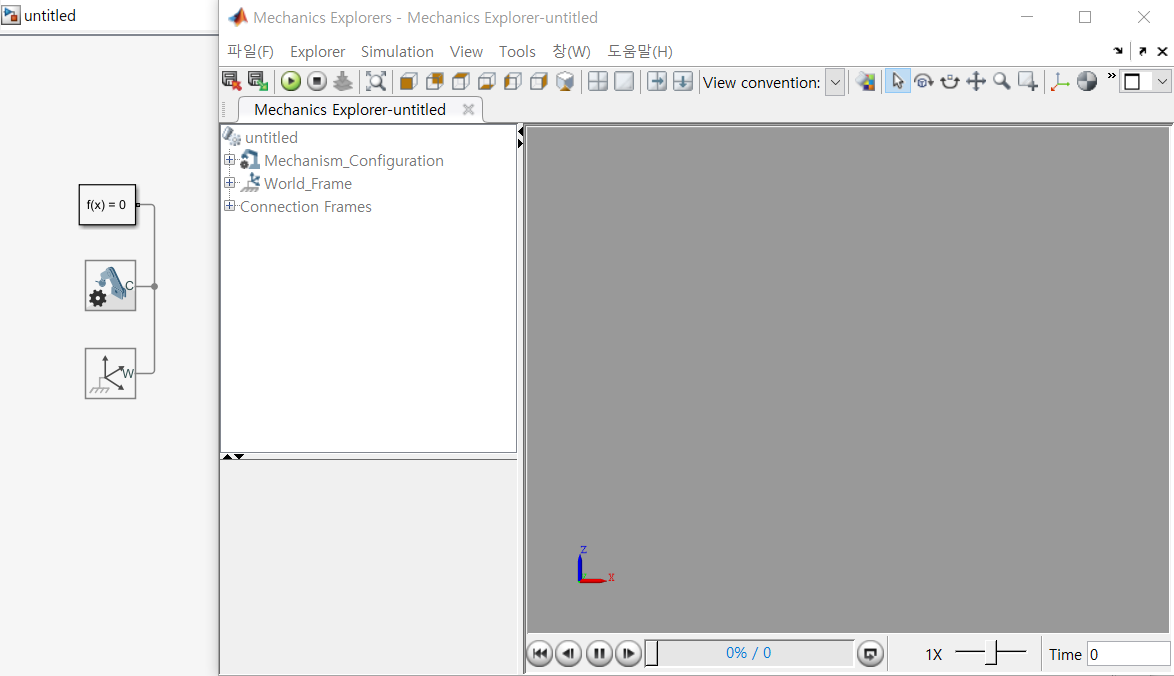 untitled
Mechanics Explorers - Mechanics Explorer-untitled
파일(F) Explorer Simulation View Tools 창(W) 도움말(H)
View convention:
Mechanics Explorer-untitled
untitled
Mechanism_Configuration
World_Frame
Connection Frames
f(x) = 0
C
W
z
x
0% / 0
1X
Time 0